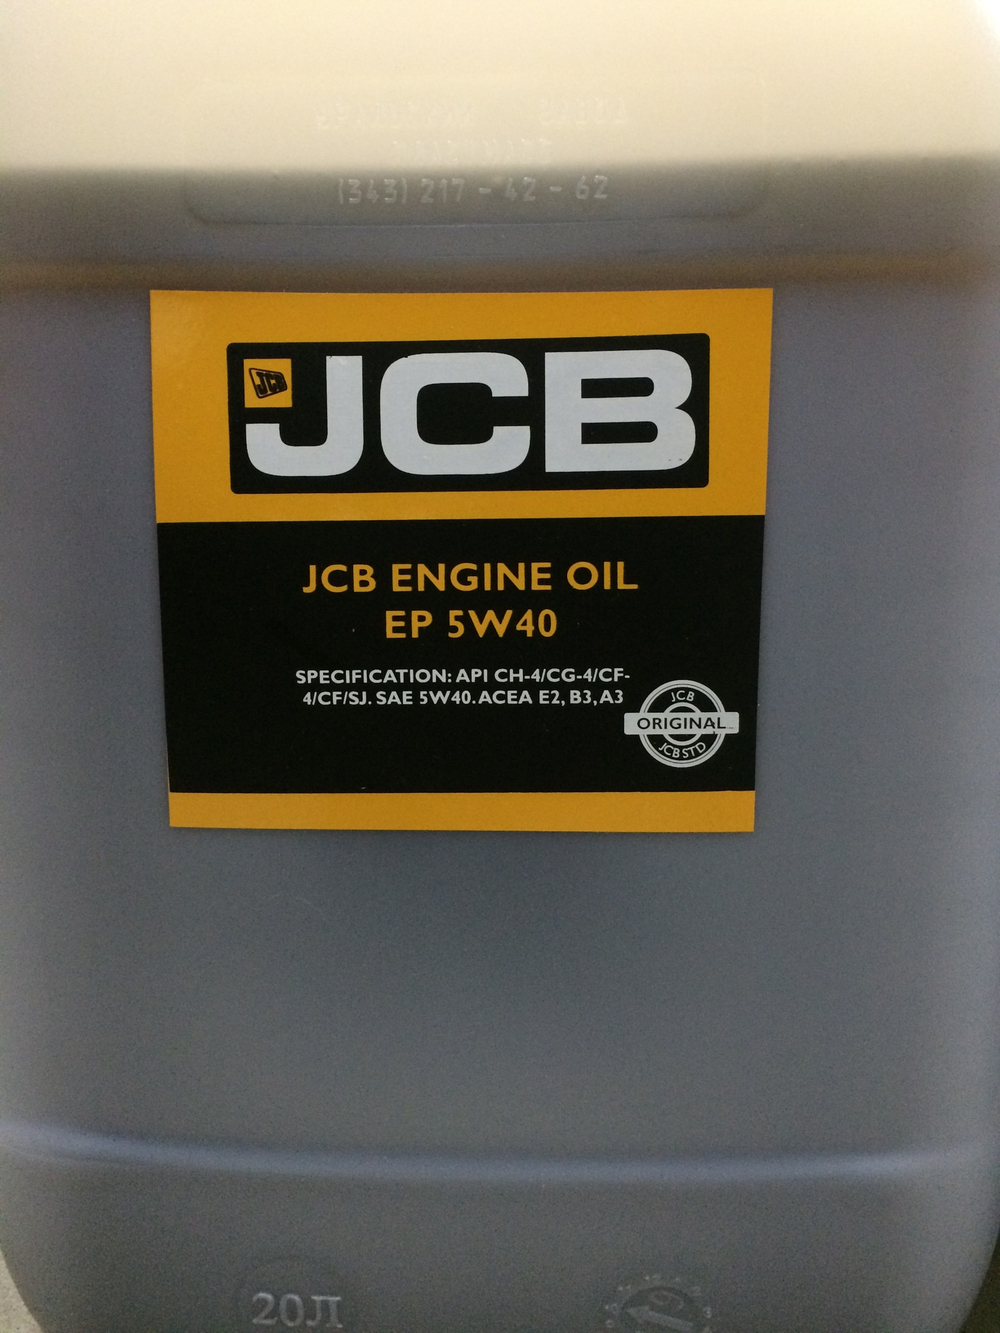 (343) 217 - 42 - 62
JCB
JCB
JCB ENGINE OIL
EP 5W40
SPECIFICATION: API CH-4/CG-4/CF-
4/CF/SJ. SAE 5W40. ACEA E2, B3, A3
JCB
ORIGINAL
JCB STD
20Л